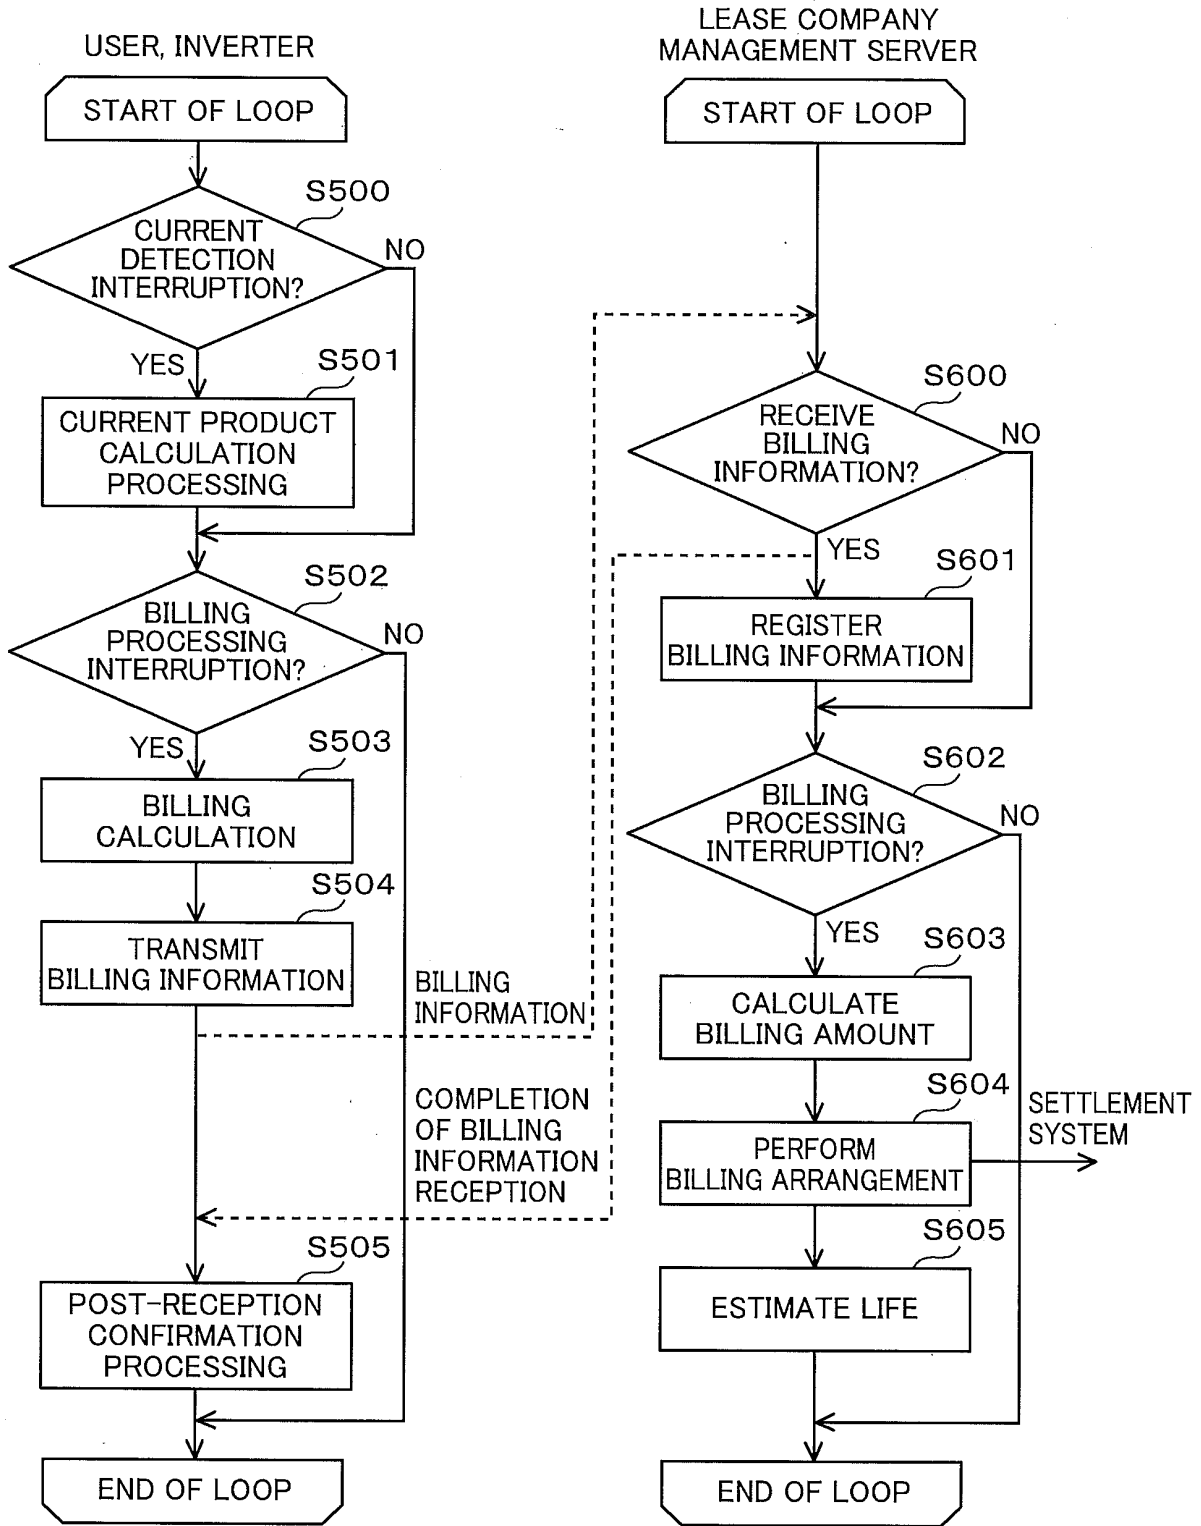 USER, INVERTER
START OF LOOP
S500
CURRENT
DETECTION
INTERRUPTION?
NO
YES
S501
CURRENT PRODUCT
CALCULATION
PROCESSING
S502
BILLING
PROCESSING
INTERRUPTION?
NO
YES
S503
BILLING
CALCULATION
S504
TRANSMIT
BILLING INFORMATION
BILLING
INFORMATION
COMPLETION
OF BILLING
INFORMATION
RECEPTION
S505
POST-RECEPTION
CONFIRMATION
PROCESSING
END OF LOOP
LEASE COMPANY
MANAGEMENT SERVER
START OF LOOP
S600
RECEIVE
BILLING
INFORMATION?
NO
YES
S601
REGISTER
BILLING INFORMATION
S602
BILLING
PROCESSING
INTERRUPTION?
NO
YES
S603
CALCULATE
BILLING AMOUNT
S604
PERFORM
BILLING ARRANGEMENT
SETTLEMENT
SYSTEM
S605
ESTIMATE LIFE
END OF LOOP